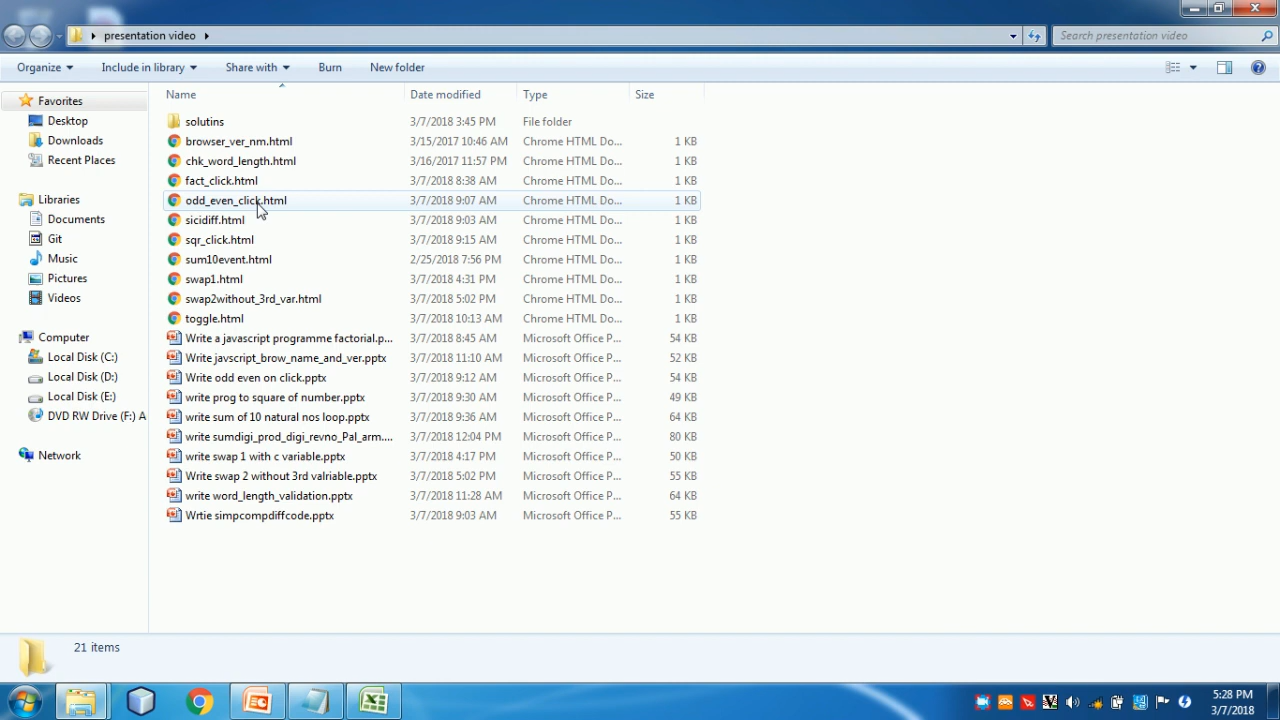 presentation video
Search presentation video
Organize Include in library Share with Burn New folder
Name Date modified Type Size
Favorites
Desktop
Downloads
Recent Places
Libraries
Documents
Git
Music
Pictures
Videos
Computer
Local Disk (C:)
Local Disk (D:)
Local Disk (E:)
DVD RW Drive (F:) A
Network
solutins 3/7/2018 3:45 PM File folder
browser_ver_nm.html 3/15/2017 10:46 AM Chrome HTML Do... 1 KB
chk_word_length.html 3/16/2017 11:57 PM Chrome HTML Do... 1 KB
fact_click.html 3/7/2018 8:38 AM Chrome HTML Do... 1 KB
odd_even_click.html 3/7/2018 9:07 AM Chrome HTML Do... 1 KB
sicidiff.html 3/7/2018 9:03 AM Chrome HTML Do... 1 KB
sqr_click.html 3/7/2018 9:15 AM Chrome HTML Do... 1 KB
sum10event.html 2/25/2018 7:56 PM Chrome HTML Do... 1 KB
swap1.html 3/7/2018 4:31 PM Chrome HTML Do... 1 KB
swap2without_3rd_var.html 3/7/2018 5:02 PM Chrome HTML Do... 1 KB
toggle.html 3/7/2018 10:13 AM Chrome HTML Do... 1 KB
Write a javascript programme factorial.p... 3/7/2018 8:45 AM Microsoft Office P... 54 KB
Write javscript_brow_name_and_ver.pptx 3/7/2018 11:10 AM Microsoft Office P... 52 KB
Write odd even on click.pptx 3/7/2018 9:12 AM Microsoft Office P... 54 KB
write prog to square of number.pptx 3/7/2018 9:30 AM Microsoft Office P... 49 KB
write sum of 10 natural nos loop.pptx 3/7/2018 9:36 AM Microsoft Office P... 64 KB
write sumdigi_prod_digi_revno_Pal_arm.... 3/7/2018 12:04 PM Microsoft Office P... 80 KB
write swap 1 with c variable.pptx 3/7/2018 4:17 PM Microsoft Office P... 50 KB
Write swap 2 without 3rd valriable.pptx 3/7/2018 5:02 PM Microsoft Office P... 55 KB
write word_length_validation.pptx 3/7/2018 11:28 AM Microsoft Office P... 64 KB
Wrtie simpcompdiffcode.pptx 3/7/2018 9:03 AM Microsoft Office P... 55 KB
21 items
5:28 PM
3/7/2018